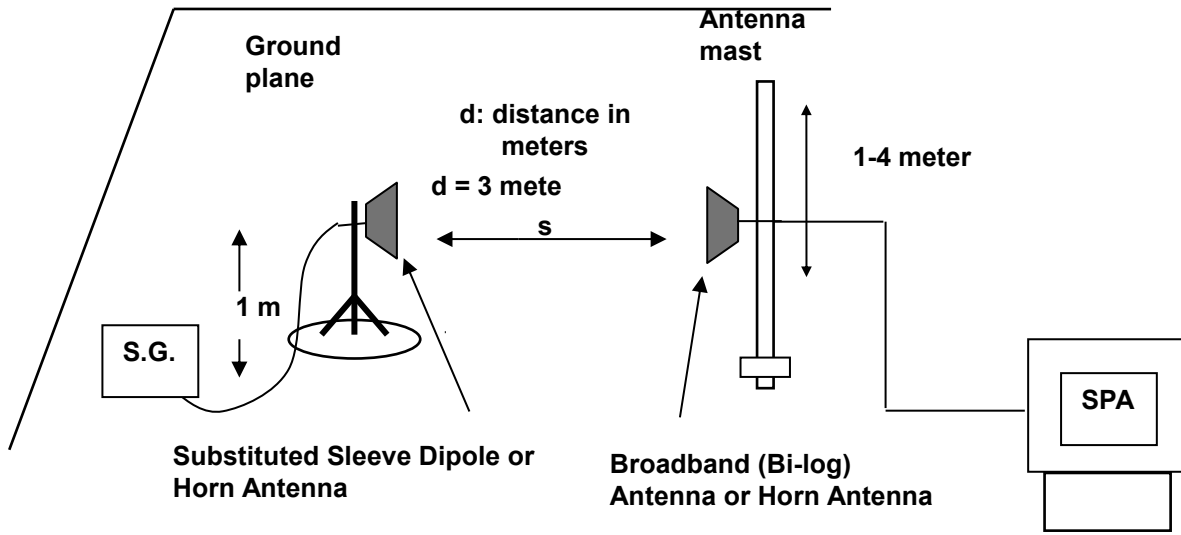 Ground
plane
Antenna
mast
d: distance in
meters
d = 3 mete
s
1-4 meter
1 m
S.G.
SPA
Substituted Sleeve Dipole or
Horn Antenna
Broadband (Bi-log)
Antenna or Horn Antenna